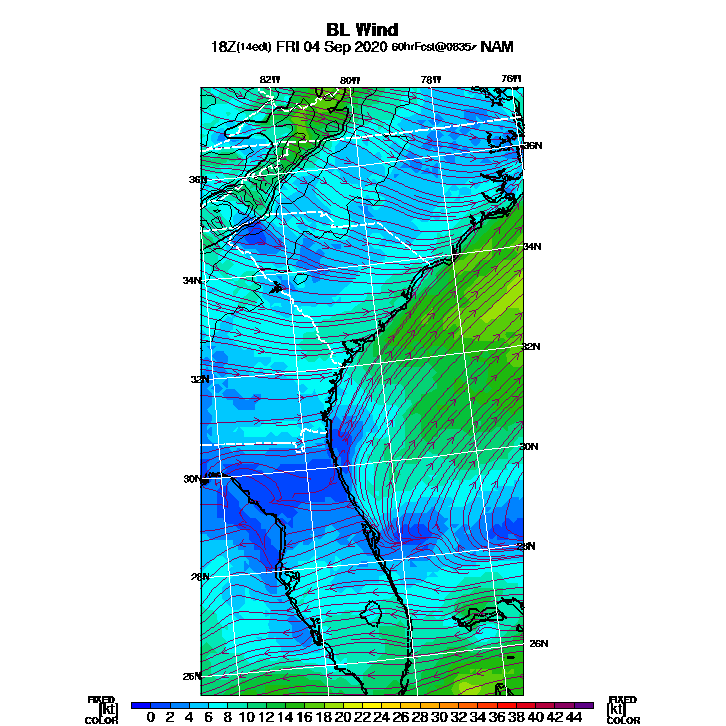 BL Wind
18Z(14edt) FRI 04 Sep 2020 60hrFcst@0835z NAM
82W 80W 78W 76W
36N
36N
34N
34N
32N
32N
30N
30N
28N
28N
26N
26N
FIXED FIXED
[kt] 0 2 4 6 8 10 12 14 16 18 20 22 24 26 28 30 32 34 36 38 40 42 44 [kt]
COLOR COLOR